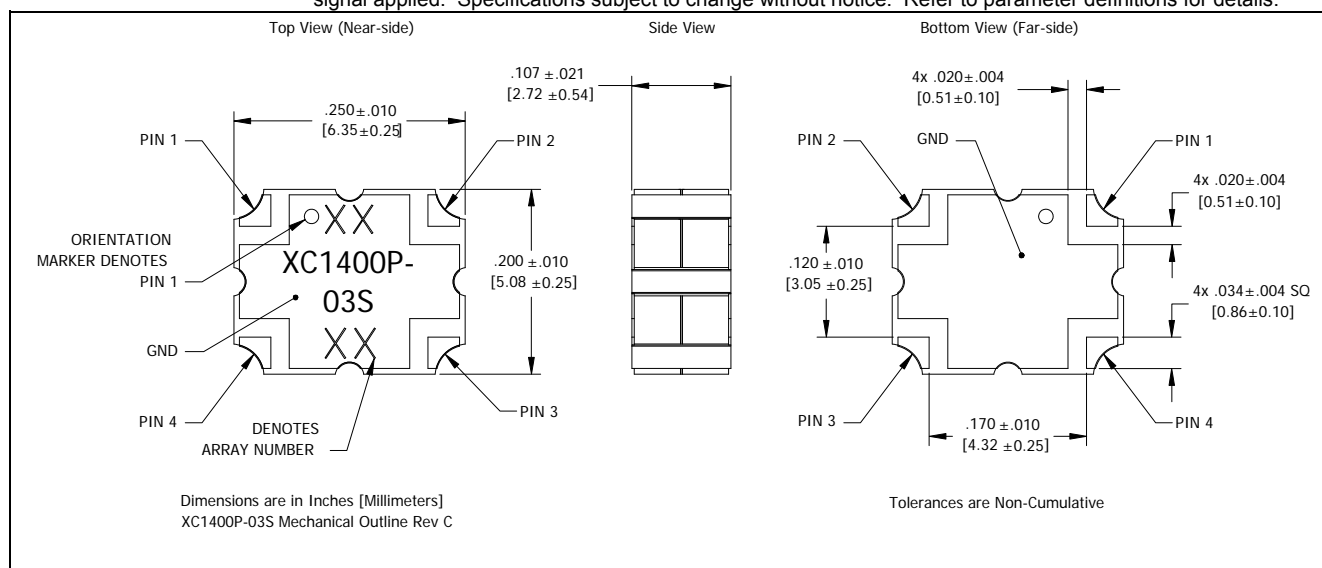 signal applied. Specifications subject to change without notice. Refer to parameter definitions for details.
Top View (Near-side)
Side View
Bottom View (Far-side)
.250±.010
[6.35±0.25]
PIN 1
PIN 2
ORIENTATION
MARKER DENOTES
PIN 1
XX
XC1400P-
03S
XX
.200 ±.010
[5.08 ±0.25]
GND
PIN 4
PIN 3
DENOTES
ARRAY NUMBER
Dimensions are in Inches [Millimeters]
XC1400P-03S Mechanical Outline Rev C
.107 ±.021
[2.72 ±0.54]
4x .020±.004
[0.51±0.10]
PIN 2
GND
PIN 1
4x .020±.004
[0.51±0.10]
.120 ±.010
[3.05 ±0.25]
4x .034±.004 SQ
[0.86±0.10]
PIN 3
PIN 4
.170 ±.010
[4.32 ±0.25]
Tolerances are Non-Cumulative